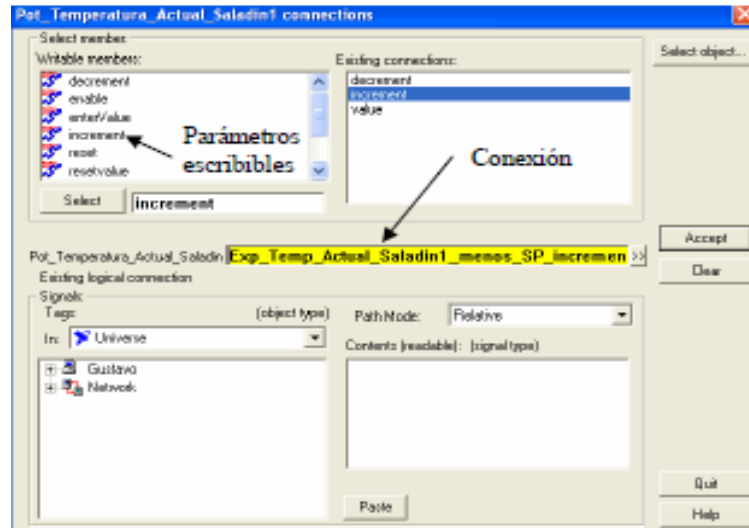 Pot_Temperatura_Actual_Saladin1 connections
Select member
Writable members:
Existing connections:
Select object...
decrement
enable
enterValue
increment
reset
resetvalue
decrement
increment
value
Parámetros
escribibles
Conexión
Select
increment
Accept
Pot_Temperatura_Actual_Saladin
Exp_Temp_Actual_Saladin1_menos_SP_incremen
>>
Clear
Existing logical connection
Signals:
Tags:
(object type)
Path Mode:
Relative
In:
Universe
Contents (readable): (signal type)
Gustavo
Network
Paste
Quit
Help